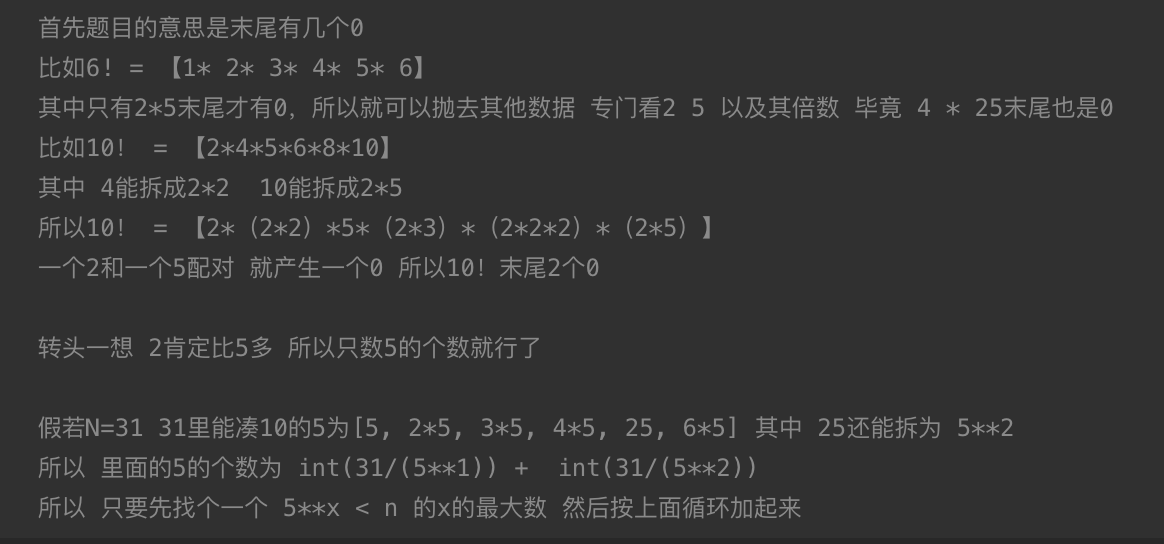 首先题目的意思是末尾有几个0
比如6! = 【1* 2* 3* 4* 5* 6】
其中只有2*5末尾才有0，所以就可以抛去其他数据 专门看2 5 以及其倍数 毕竟 4 * 25末尾也是0
比如10! = 【2*4*5*6*8*10】
其中 4能拆成2*2 10能拆成2*5
所以10! = 【2*（2*2）*5*（2*3）*（2*2*2）*（2*5）】
一个2和一个5配对 就产生一个0 所以10！末尾2个0
转头一想 2肯定比5多 所以只数5的个数就行了
假若N=31 31里能凑10的5为[5, 2*5, 3*5, 4*5, 25, 6*5] 其中 25还能拆为 5**2
所以 里面的5的个数为 int(31/(5**1)) + int(31/(5**2))
所以 只要先找个一个 5**x < n 的x的最大数 然后按上面循环加起来